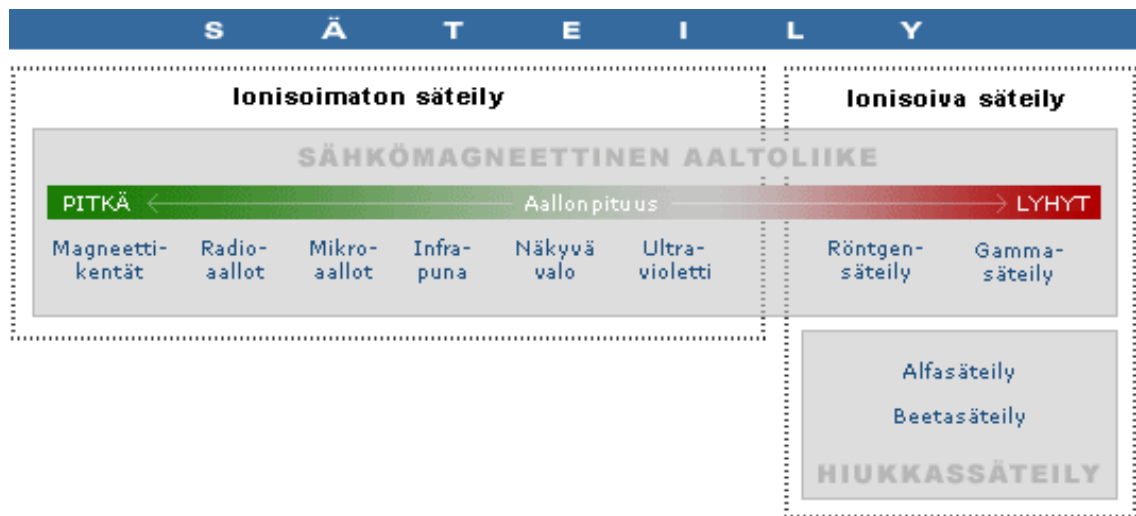 SÄTEILY
Ionisoimaton säteily
Ionisoiva säteily
SÄHKÖMAGNEETTINEN AALTOLIIKE
PITKÄ Aallonpituus LYHYT
Magneetti-
kentät
Radio-
aallot
Mikro-
aallot
Infra-
puna
Näkyvä
valo
Ultra-
violetti
Röntgen-
säteily
Gamma-
säteily
Alfasäteily
Beetasäteily
HIUKKASSÄTEILY